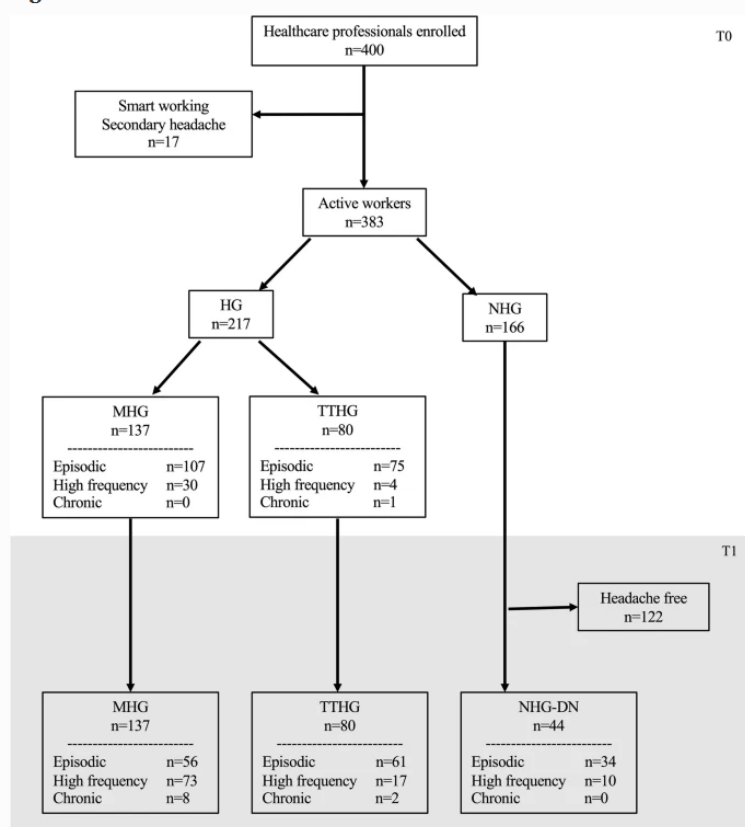 Healthcare professionals enrolled
n=400
T0
Smart working
Secondary headache
n=17
Active workers
n=383
HG
n=217
NHG
n=166
MHG
n=137
--------------------------
Episodic n=107
High frequency n=30
Chronic n=0
TTHG
n=80
--------------------------
Episodic n=75
High frequency n=4
Chronic n=1
T1
Headache free
n=122
MHG
n=137
--------------------------
Episodic n=56
High frequency n=73
Chronic n=8
TTHG
n=80
--------------------------
Episodic n=61
High frequency n=17
Chronic n=2
NHG-DN
n=44
--------------------------
Episodic n=34
High frequency n=10
Chronic n=0